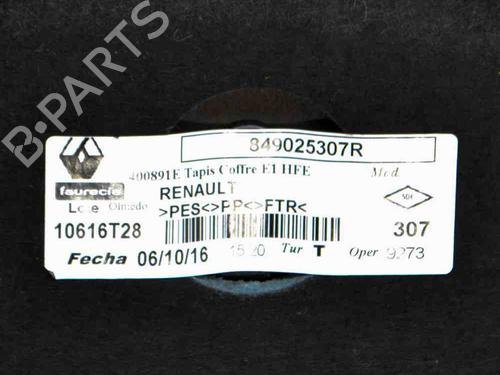 B-PARTS
849025307R
400891E Tapis Coffre E1 HFE Mod.
faurecia
RENAULT
Lote Olmedo >PES<>PP<>FTR<
10616T28
307
Fecha 06/10/16 15:20 Tur T Oper 9273